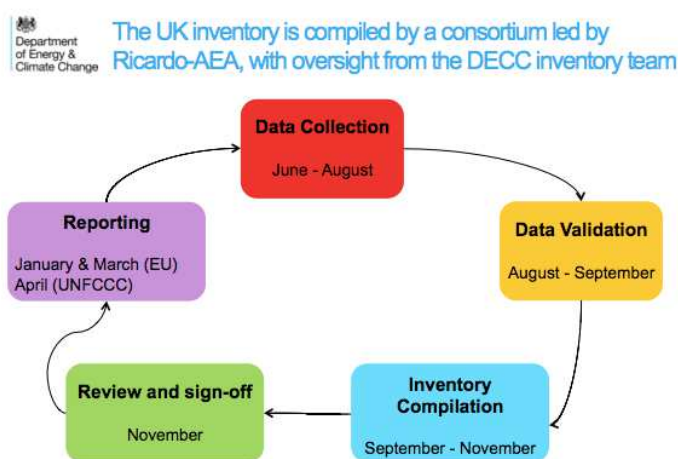 Department
of Energy &
Climate Change
The UK inventory is compiled by a consortium led by
Ricardo-AEA, with oversight from the DECC inventory team
Data Collection
June - August
Data Validation
August - September
Inventory
Compilation
September - November
Review and sign-off
November
Reporting
January & March (EU)
April (UNFCCC)